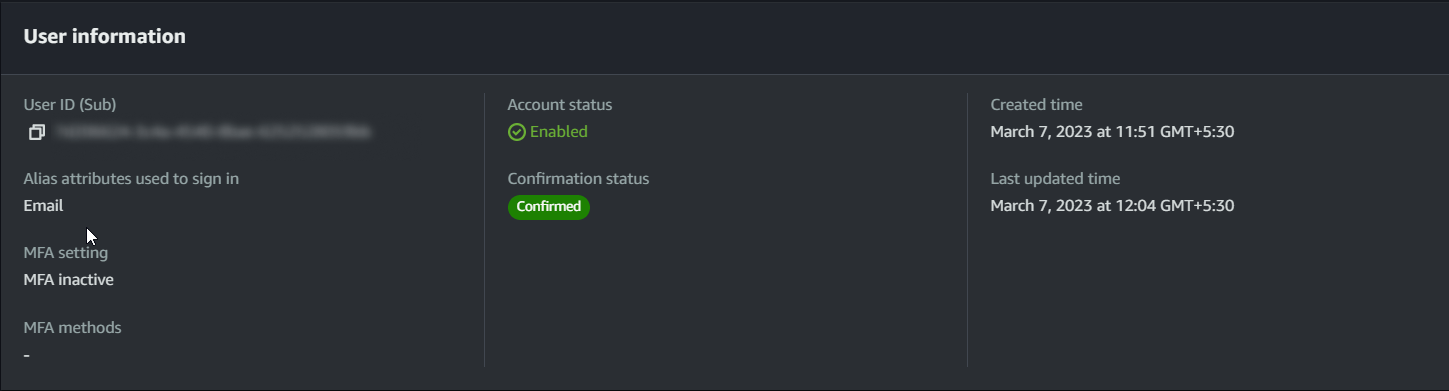 User information
User ID (Sub)
Alias attributes used to sign in
Email
MFA setting
MFA inactive
MFA methods
-
Account status
Enabled
Confirmation status
Confirmed
Created time
March 7, 2023 at 11:51 GMT+5:30
Last updated time
March 7, 2023 at 12:04 GMT+5:30